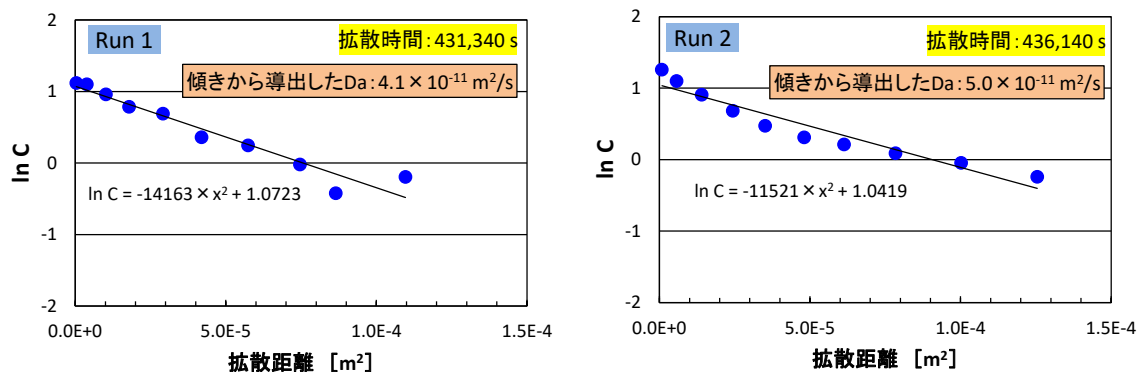 Run 1
拡散時間：431,340 s
傾きから導出したDa：4.1×10⁻¹¹ m²/s
ln C = -14163×x² + 1.0723
2
1
0
1
-2
ln C
0.0E+0
5.0E-5
1.0E-4
1.5E-4
拡散距離 [m²]
Run 2
拡散時間：436,140 s
傾きから導出したDa：5.0×10⁻¹¹ m²/s
ln C = -11521×x² + 1.0419
2
1
0
-1
-2
ln C
0.0E+0
5.0E-5
1.0E-4
1.5E-4
拡散距離 [m²]